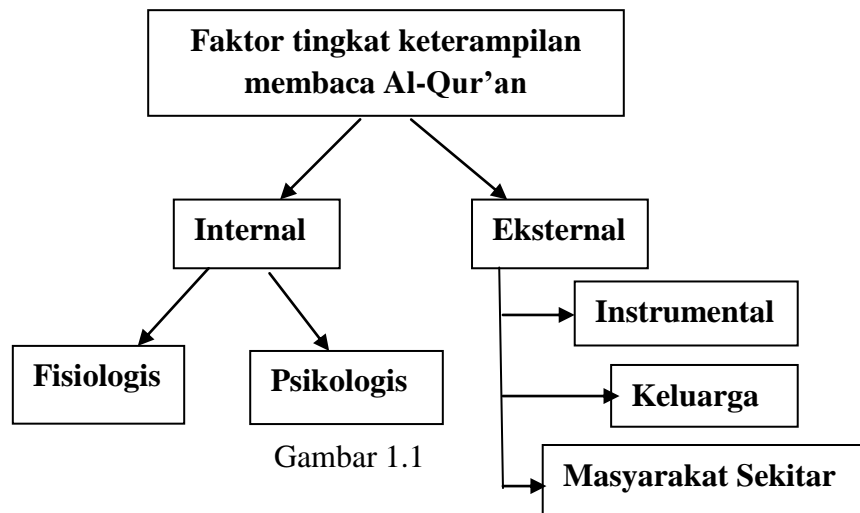 Faktor tingkat keterampilan
membaca Al-Qur’an
Internal
Eksternal
Instrumental
Fisiologis
Psikologis
Keluarga
Gambar 1.1
Masyarakat Sekitar